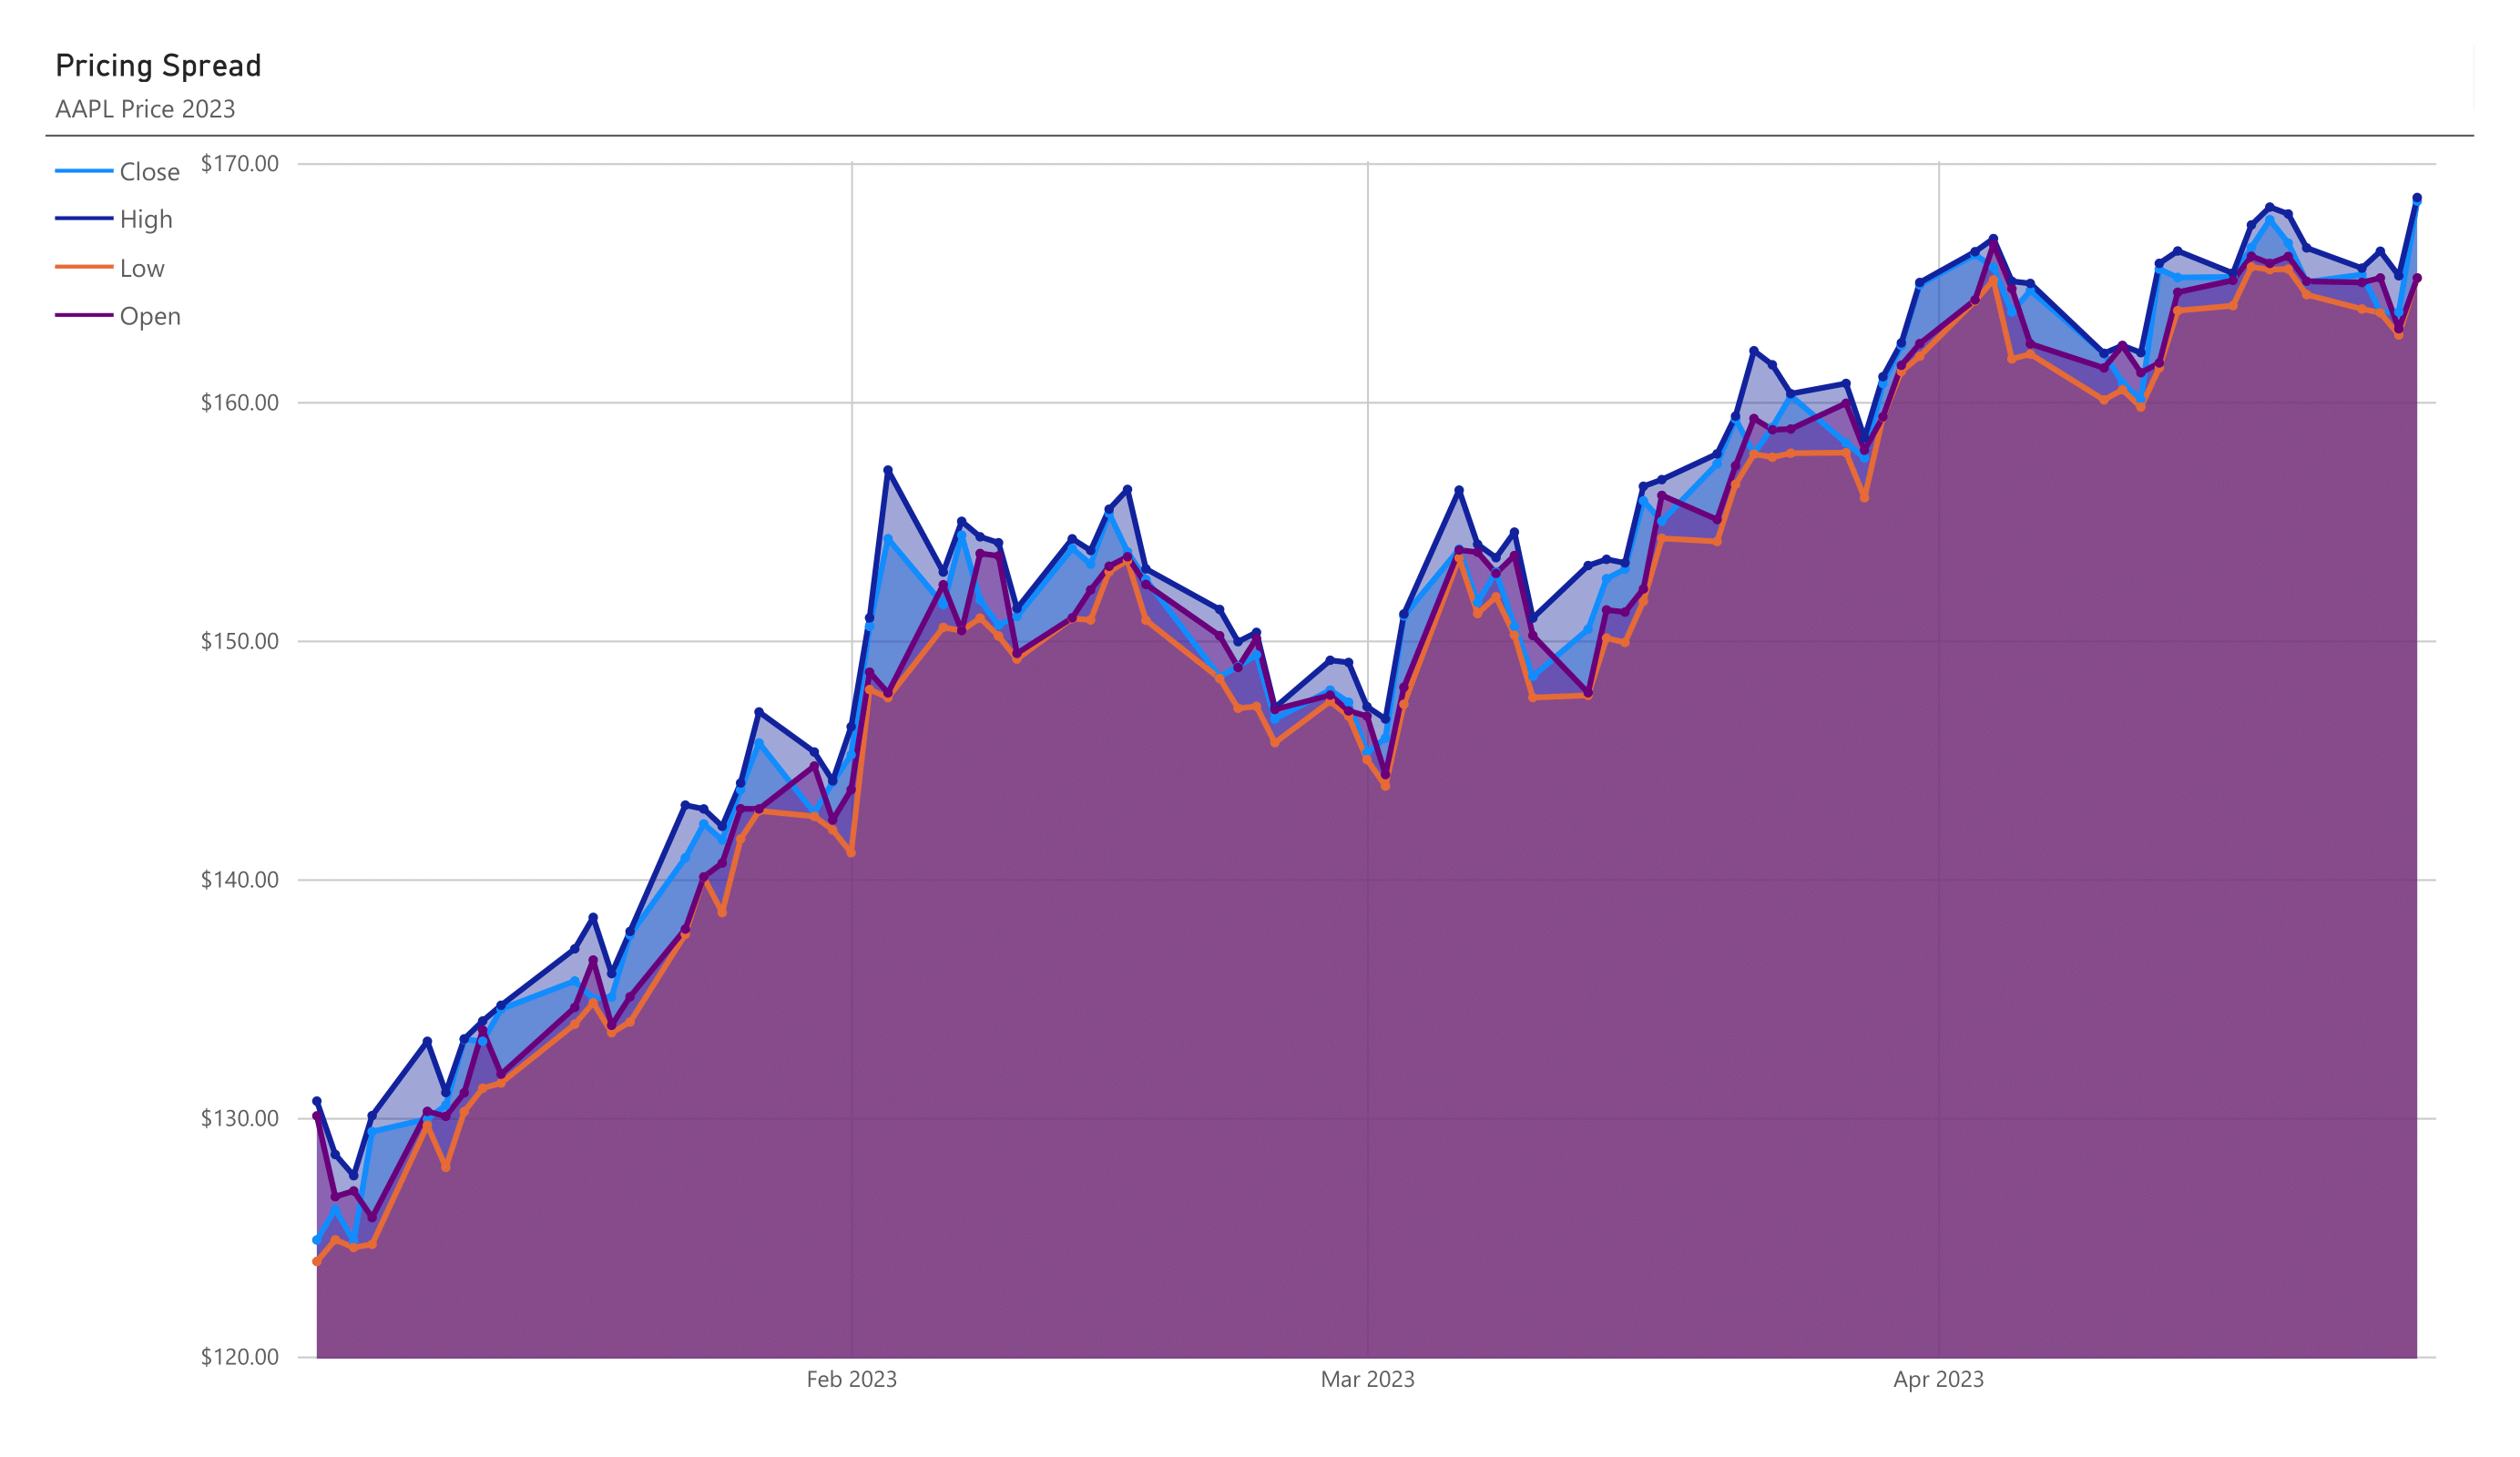 Pricing Spread
AAPL Price 2023
Close
High
Low
Open
$170.00
$160.00
$150.00
$140.00
$130.00
$120.00
Feb 2023
Mar 2023
Apr 2023